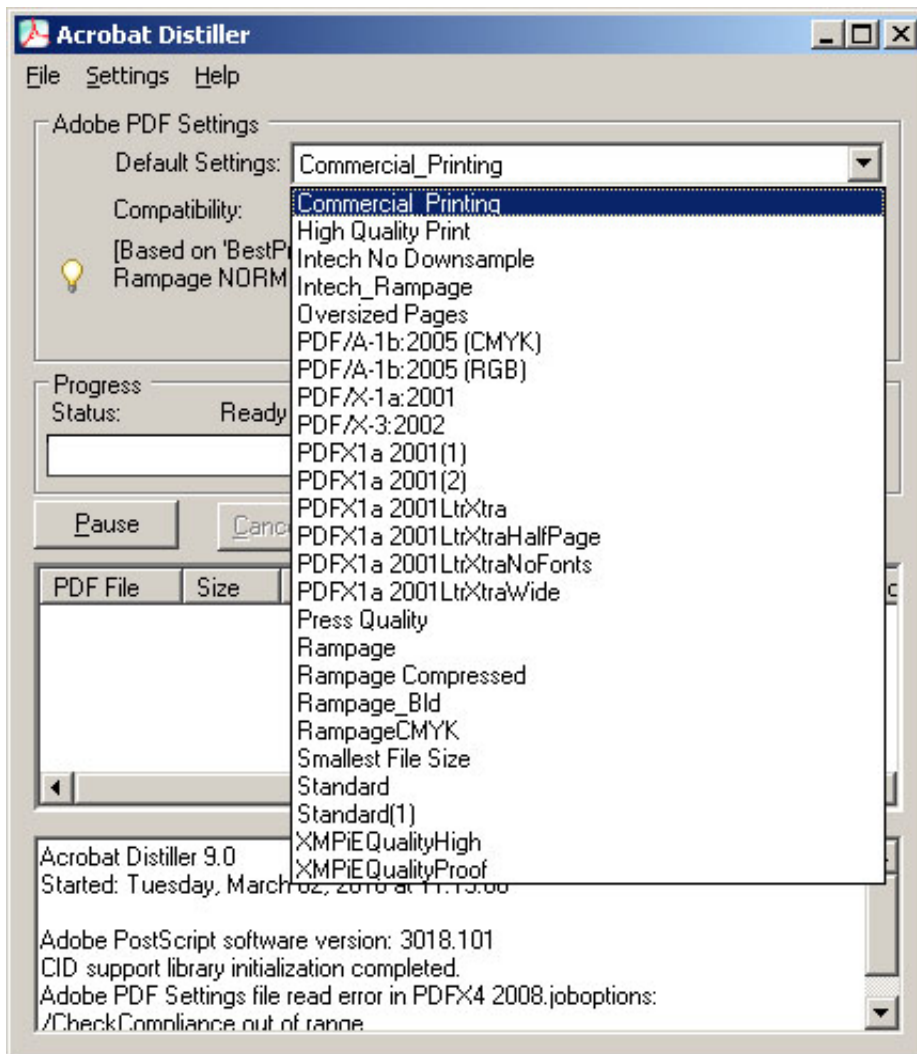 Acrobat Distiller
File Settings Help
Adobe PDF Settings
Default Settings: Commercial_Printing
Compatibility:
[Based on
Rampage
Commercial_Printing
High Quality Print
Intech No Downsample
Intech_Rampage
Oversized Pages
PDF/A-1b:2005 (CMYK)
PDF/A-1b:2005 (RGB)
PDF/X-1a:2001
PDF/X-3:2002
PDFX1a 2001(1)
PDFX1a 2001(2)
PDFX1a 2001LtrXtra
PDFX1a 2001LtrXtraHalfPage
PDFX1a 2001LtrXtraNoFonts
PDFX1a 2001LtrXtraWide
Press Quality
Rampage
Rampage Compressed
Rampage_Bld
RampageCMYK
Smallest File Size
Standard
Standard(1)
XMPiEQualityHigh
XMPiEQualityProof
Progress
Status: Ready
Pause
PDF File Size
Acrobat Distiller 9.0
Started: Tuesday, March
Adobe PostScript software version: 3018.101
CID support library initialization completed.
Adobe PDF Settings file read error in PDFX4 2008.joboptions:
/CheckCompliance out of range